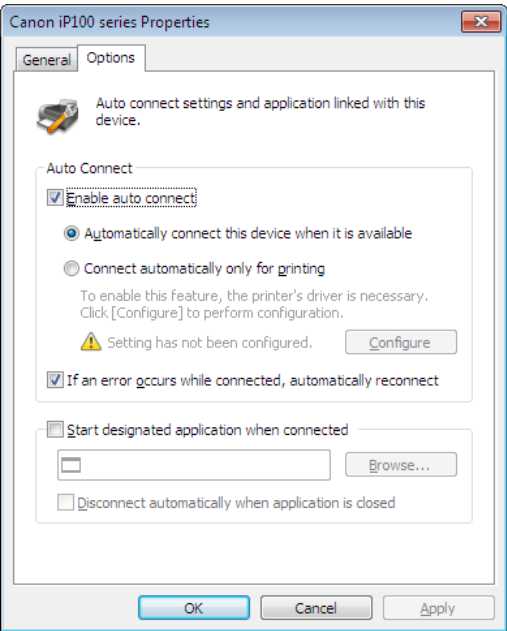 Canon iP100 series Properties
General
Options
Auto connect settings and application linked with this
device.
Auto Connect
Enable auto connect
Automatically connect this device when it is available
Connect automatically only for printing
To enable this feature, the printer's driver is necessary.
Click [Configure] to perform configuration.
Setting has not been configured.
Configure
If an error occurs while connected, automatically reconnect
Start designated application when connected
Browse...
Disconnect automatically when application is closed
OK
Cancel
Apply